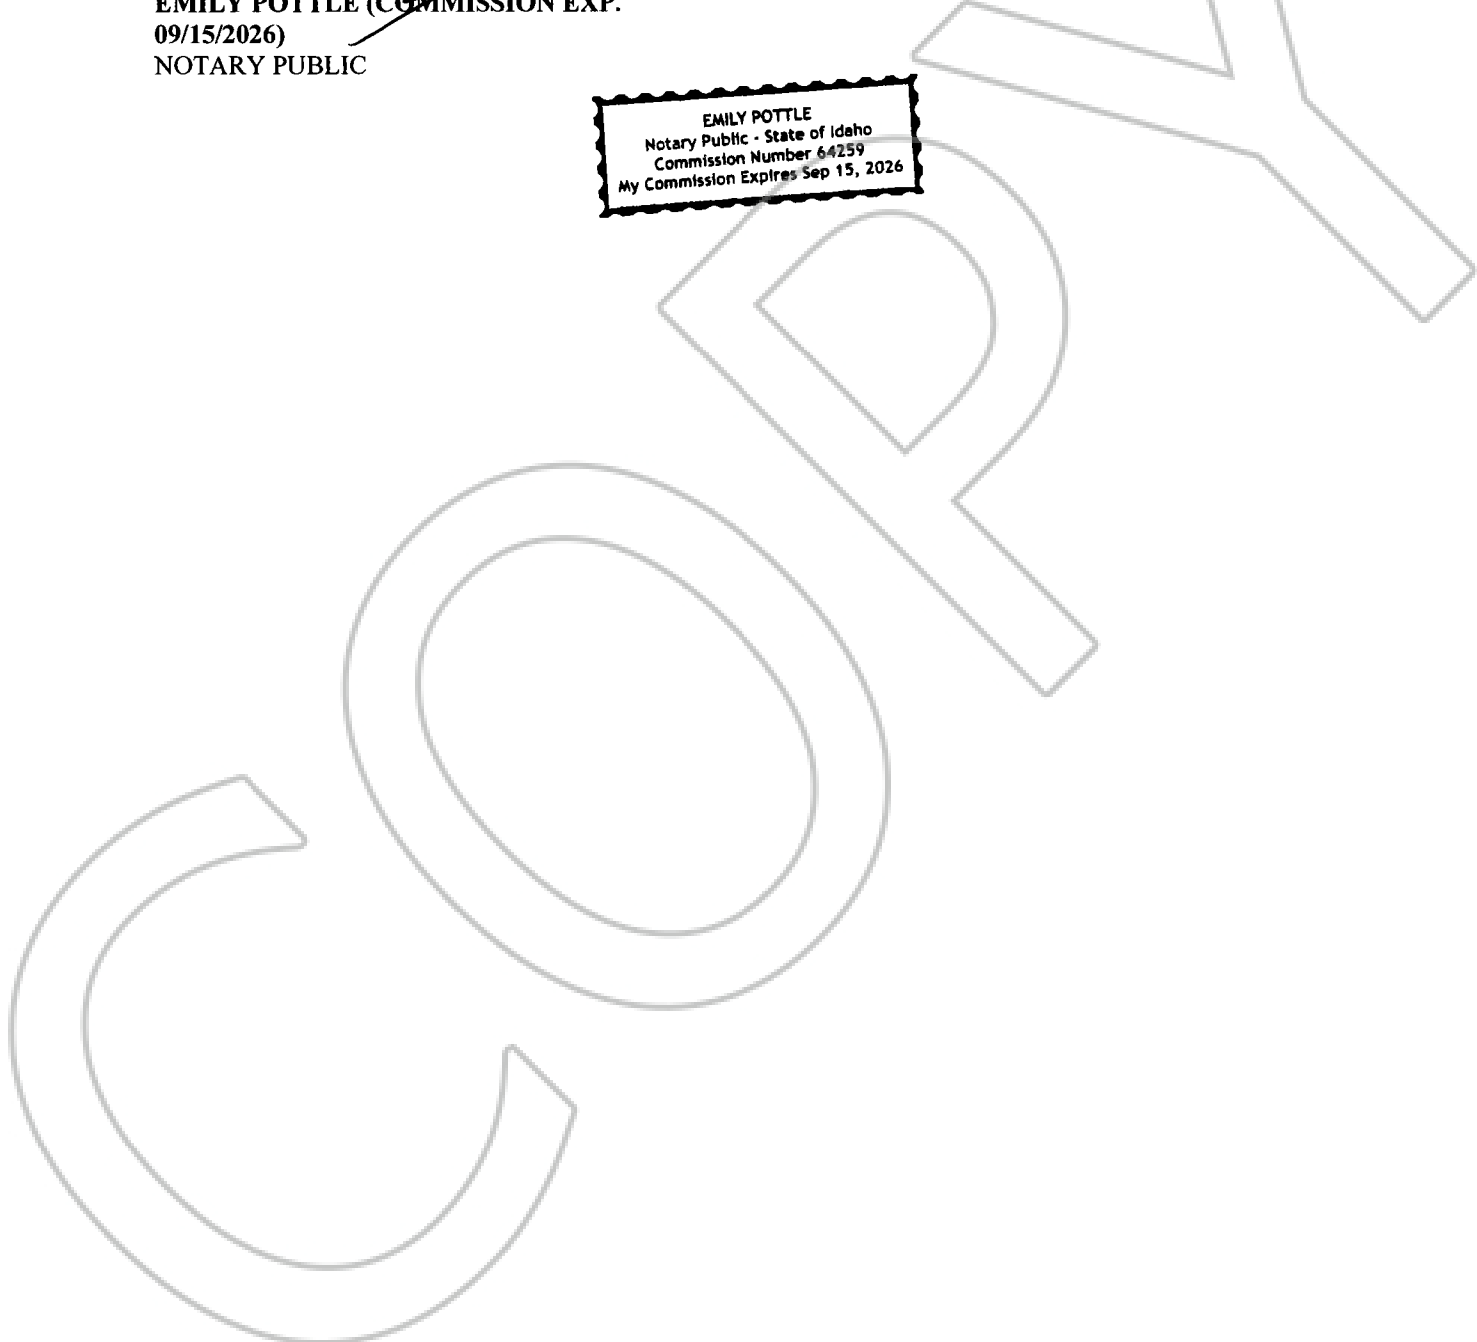 EMILY POTTLE (COMMISSION EXP.
09/15/2026)
NOTARY PUBLIC
EMILY POTTLE
Notary Public - State of Idaho
Commission Number 64259
My Commission Expires Sep 15, 2026
COPY